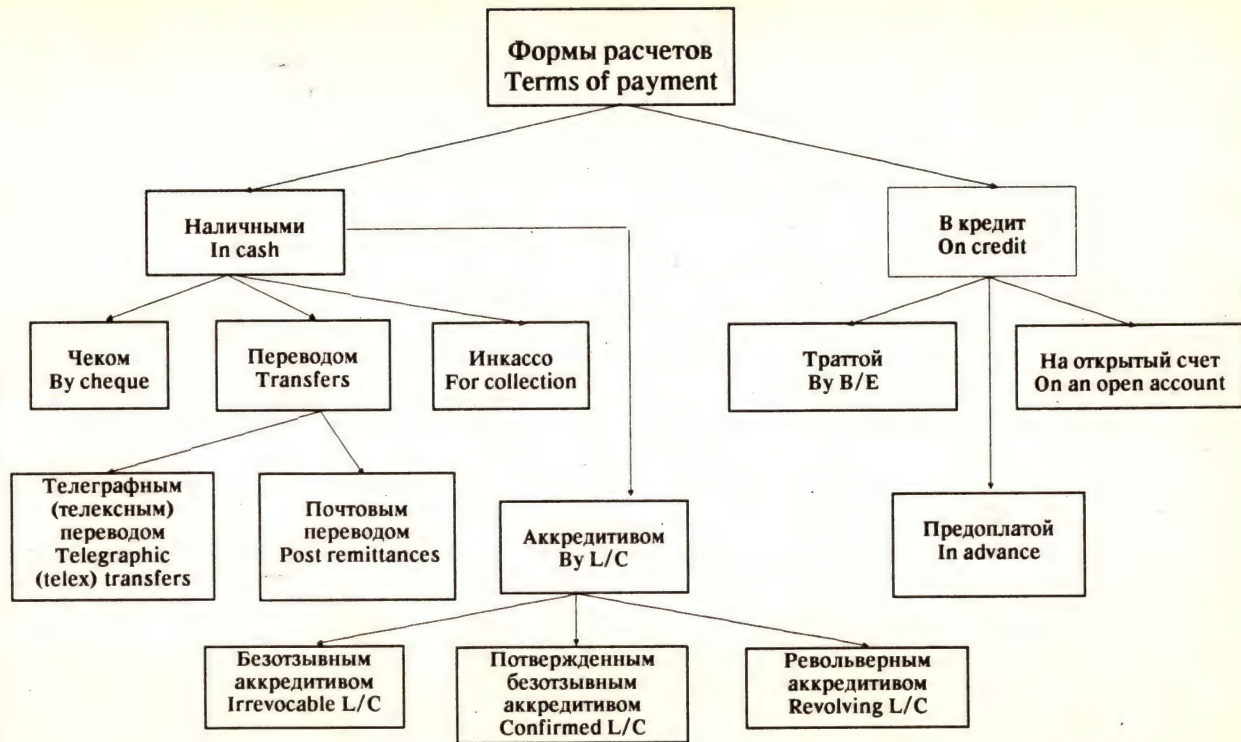 Формы расчетов
Terms of payment
Наличными
In cash
В кредит
On credit
Чеком
By cheque
Переводом
Transfers
Инкассо
For collection
Траттой
By B/E
На открытый счет
On an open account
Телеграфным
(телексным)
переводом
Telegraphic
(telex) transfers
Почтовым
переводом
Post remittances
Аккредитивом
By L/C
Предоплатой
In advance
Безотзывным
аккредитивом
Irrevocable L/C
Потвержденным
безотзывным
аккредитивом
Confirmed L/C
Револьверным
аккредитивом
Revolving L/C